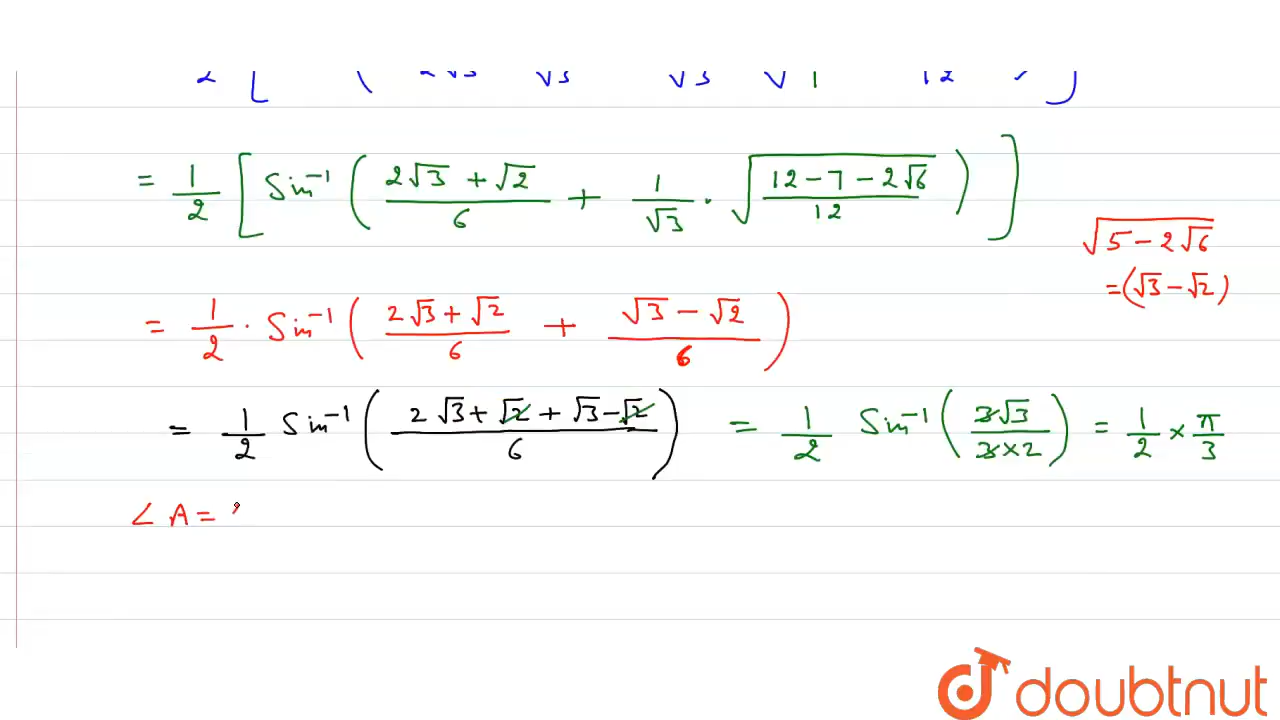 = 1/2 [ Sin⁻¹ ( (2√3 + √2)/6 + 1/√3 · √((12 - 7 - 2√6)/12) ) ]
√(5 - 2√6)
= (√3 - √2)
= 1/2 · Sin⁻¹ ( (2√3 + √2)/6 + (√3 - √2)/6 )
= 1/2 Sin⁻¹ ( (2√3 + √2 + √3 - √2)/6 ) = 1/2 Sin⁻¹ ( 3√3/(3×2) ) = 1/2 × π/3
∠ A =
doubtnut